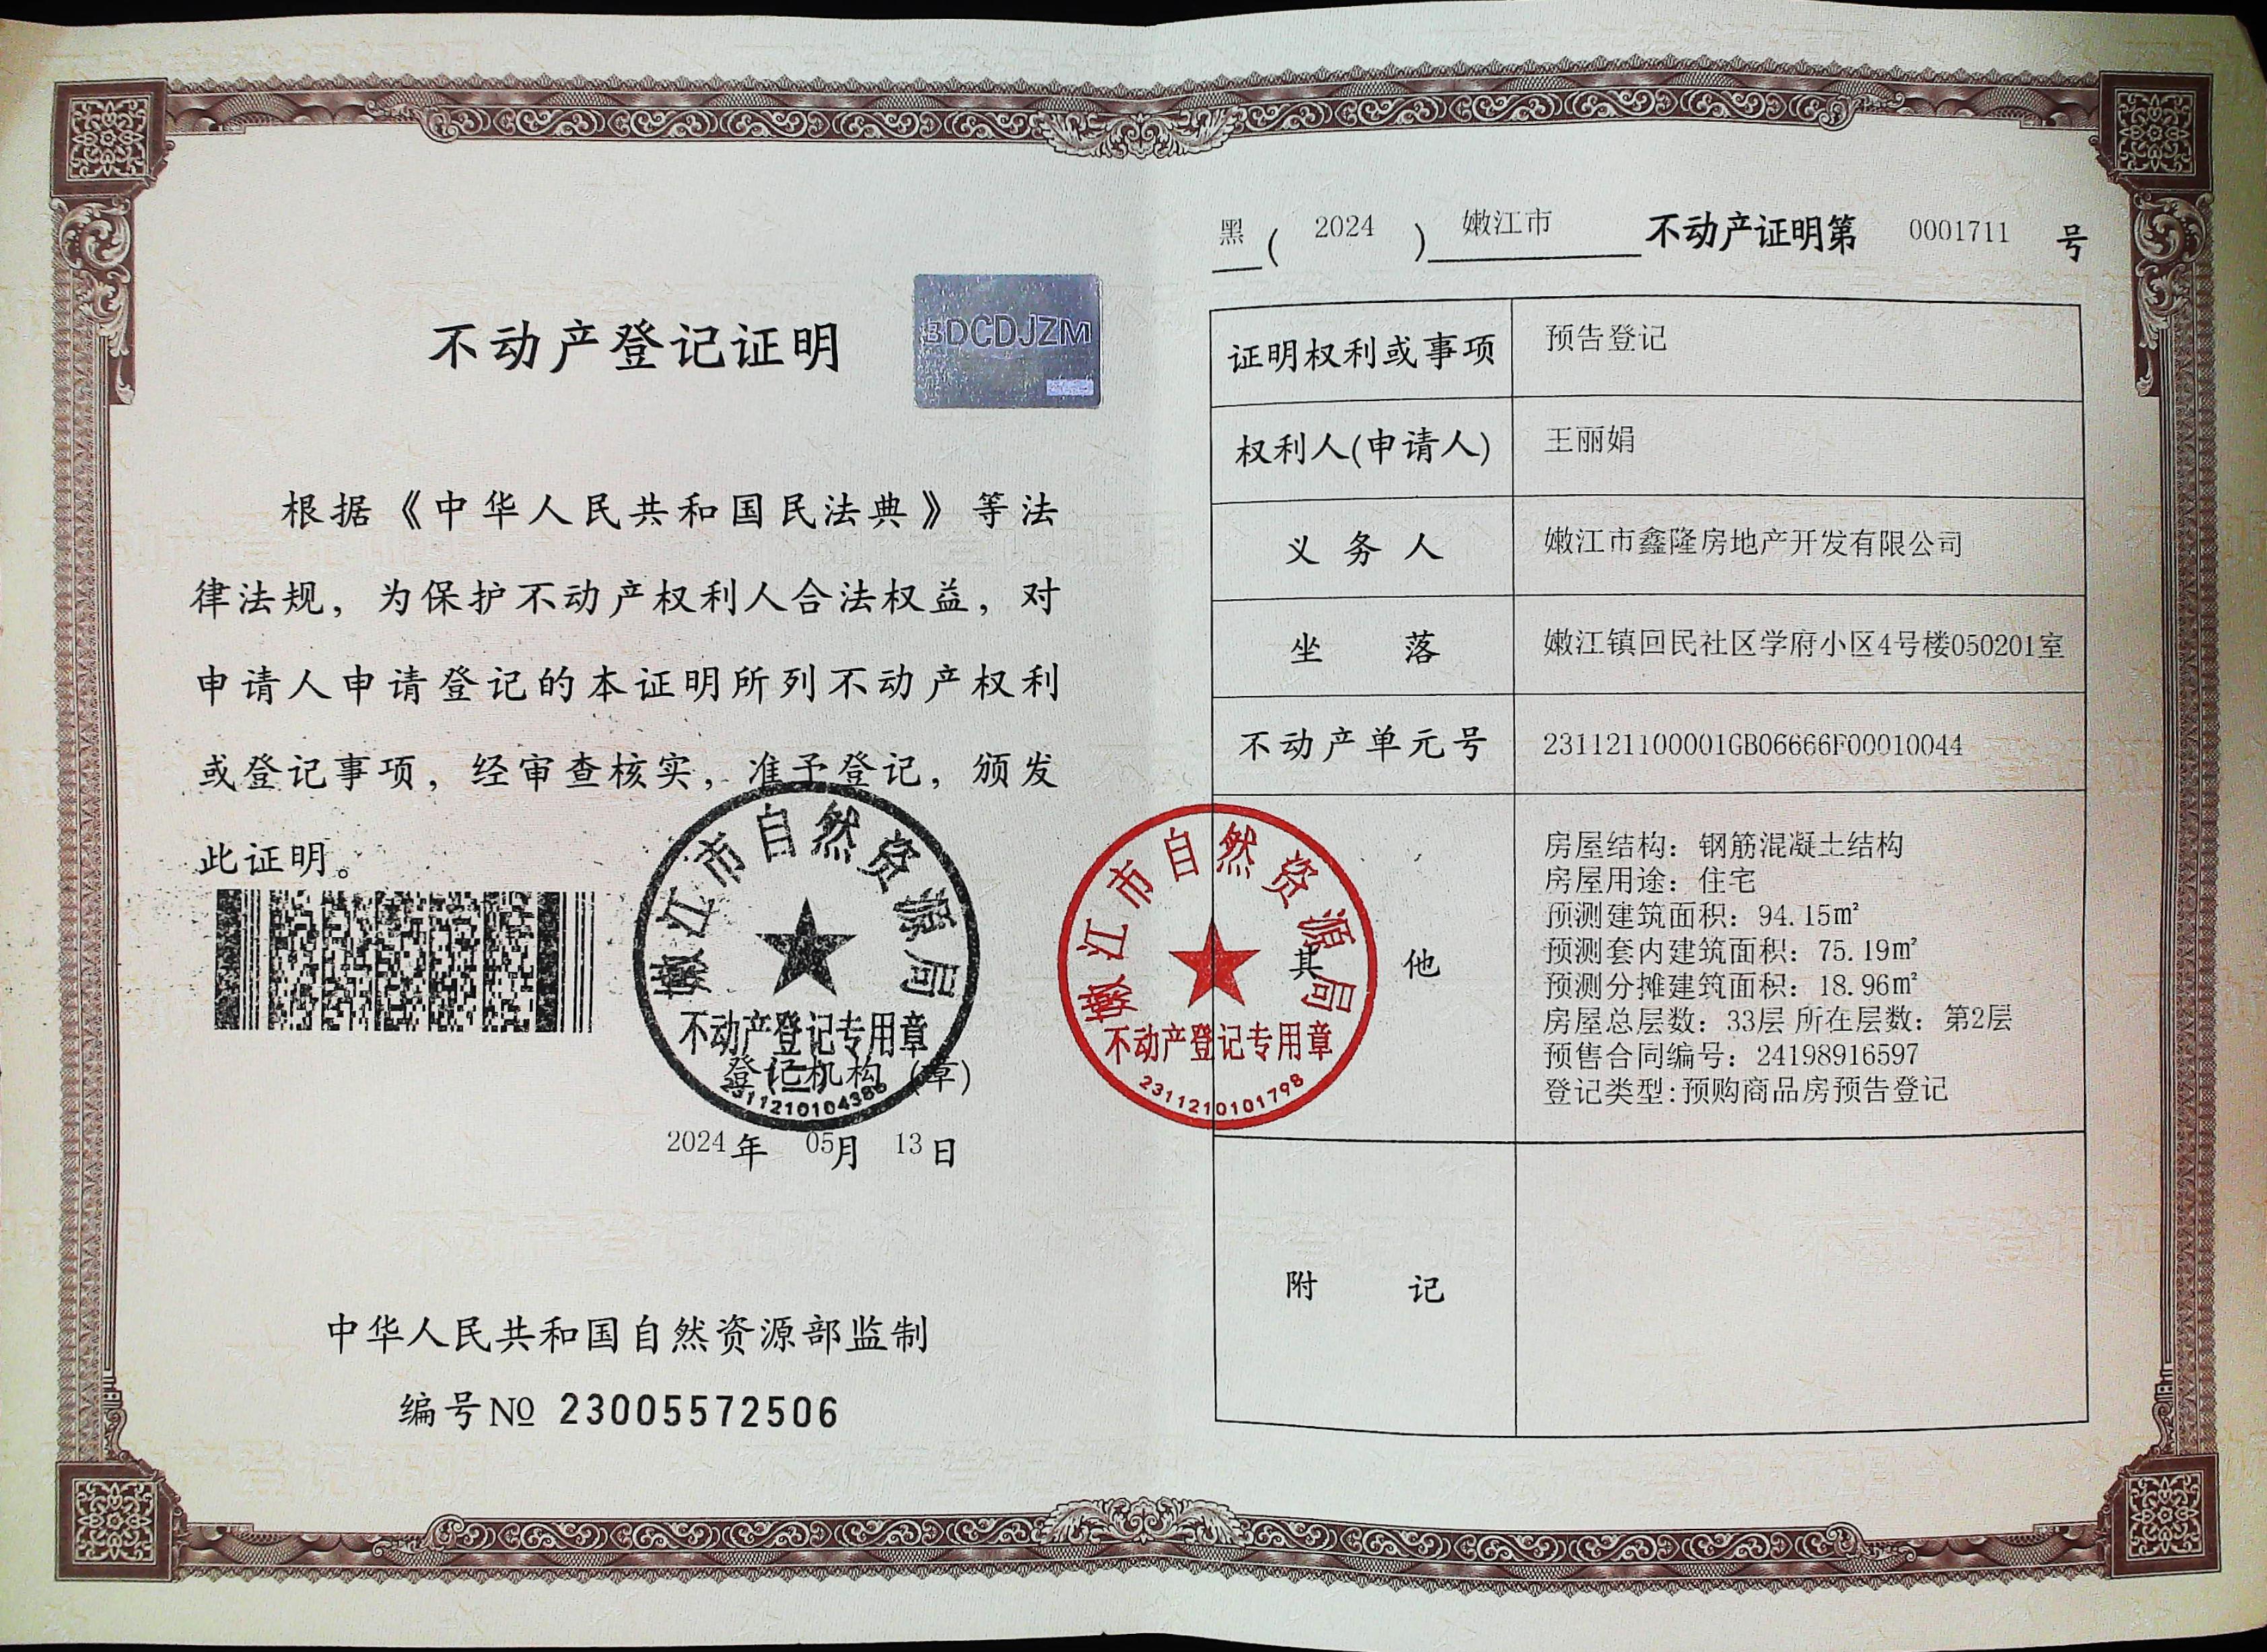 不动产登记证明
BDCDJZM
根据《中华人民共和国民法典》等法
律法规，为保护不动产权利人合法权益，对
申请人申请登记的本证明所列不动产权利
或登记事项，经审查核实，准予登记，颁发
此证明。
嫩江市自然资源局
不动产登记专用章
登记机构（章）
2024年 05月 13日
中华人民共和国自然资源部监制
编号№ 23005572506
黑（2024）嫩江市 不动产证明第 0001711 号
证明权利或事项 预告登记
权利人(申请人) 王丽娟
义务人 嫩江市鑫隆房地产开发有限公司
坐落 嫩江镇回民社区学府小区4号楼050201室
不动产单元号 231121100001GB06666F00010044
其他
房屋结构：钢筋混凝土结构
房屋用途：住宅
预测建筑面积：94.15㎡
预测套内建筑面积：75.19㎡
预测分摊建筑面积：18.96㎡
房屋总层数：33层 所在层数：第2层
预售合同编号：24198916597
登记类型:预购商品房预告登记
嫩江市自然资源局
不动产登记专用章
2311210101798
附记